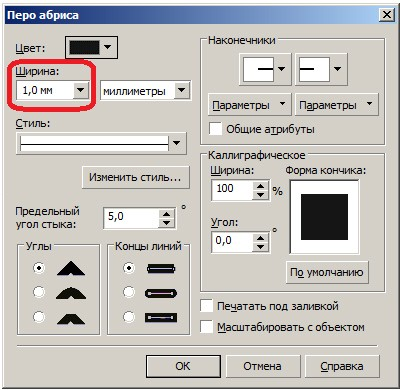 Перо абриса
Цвет:
Ширина:
1,0 мм
миллиметры
Стиль:
Изменить стиль...
Предельный
угол стыка:
5,0 °
Углы
Концы линий
Наконечники
Параметры
Параметры
Общие атрибуты
Каллиграфическое
Ширина:
100 %
Угол:
0,0 °
Форма кончика:
По умолчанию
Печатать под заливкой
Масштабировать с объектом
ОК
Отмена
Справка